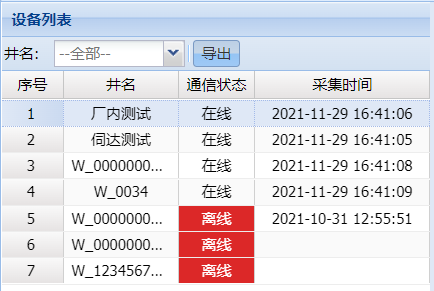 设备列表
井名: --全部-- 导出
序号 井名 通信状态 采集时间
1 厂内测试 在线 2021-11-29 16:41:06
2 伺达测试 在线 2021-11-29 16:41:05
3 W_0000000... 在线 2021-11-29 16:41:08
4 W_0034 在线 2021-11-29 16:41:09
5 W_0000000... 离线 2021-10-31 12:55:51
6 W_0000000... 离线
7 W_1234567... 离线